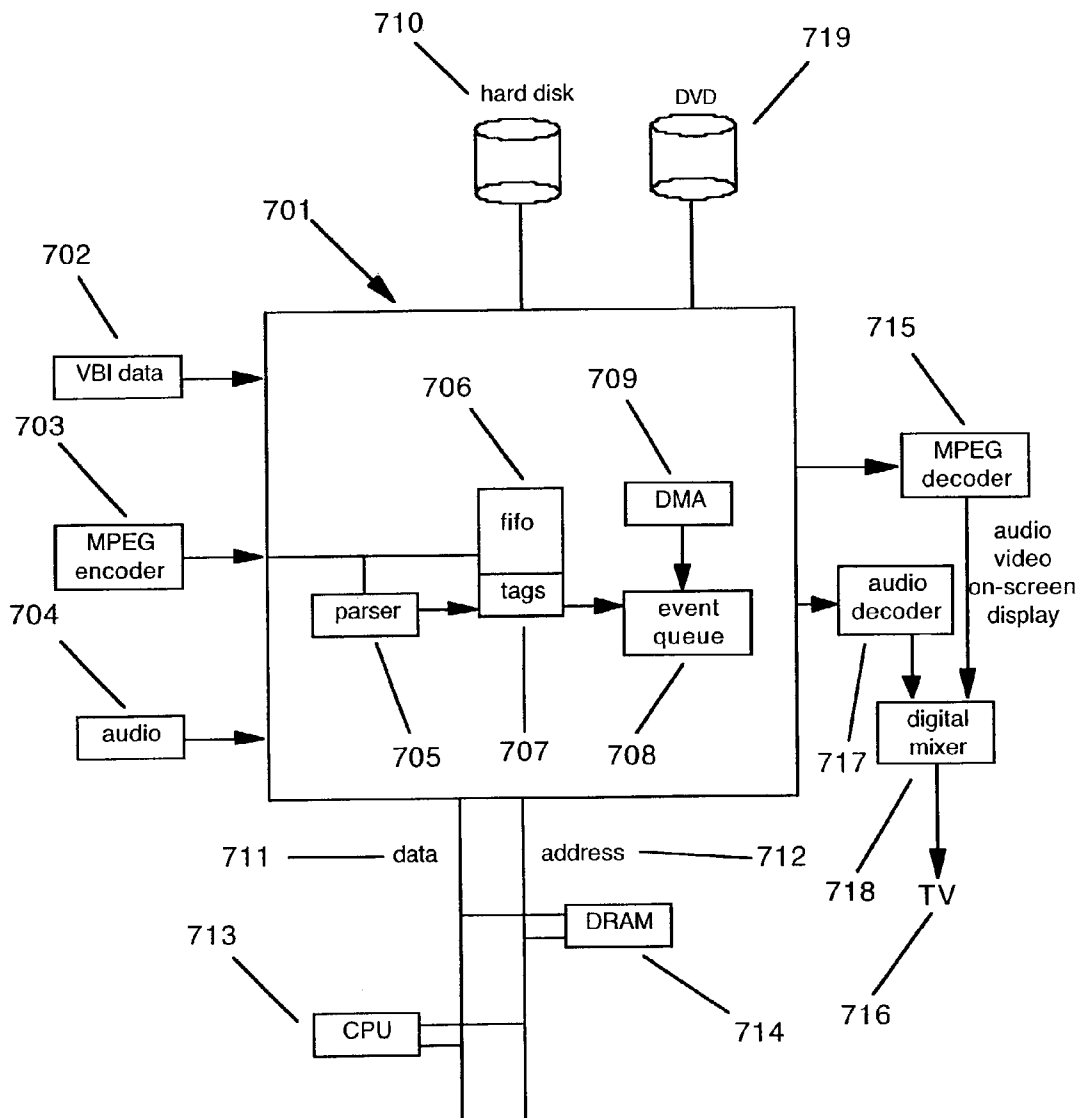 710
719
hard disk
DVD
701
702
VBI data
715
706
709
703
MPEG
decoder
fifo
DMA
MPEG
encoder
audio
video
on-screen
display
704
parser
tags
event
queue
audio
decoder
audio
705
707
708
717
digital
mixer
711
data
address
712
718
TV
713
DRAM
CPU
714
716